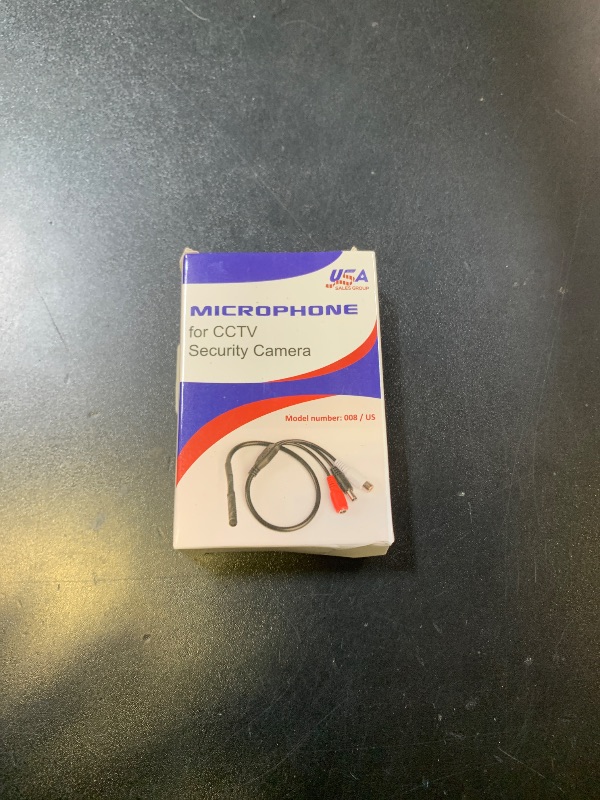 USA
SALES GROUP
MICROPHONE
for CCTV
Security Camera
Model number: 008 / US